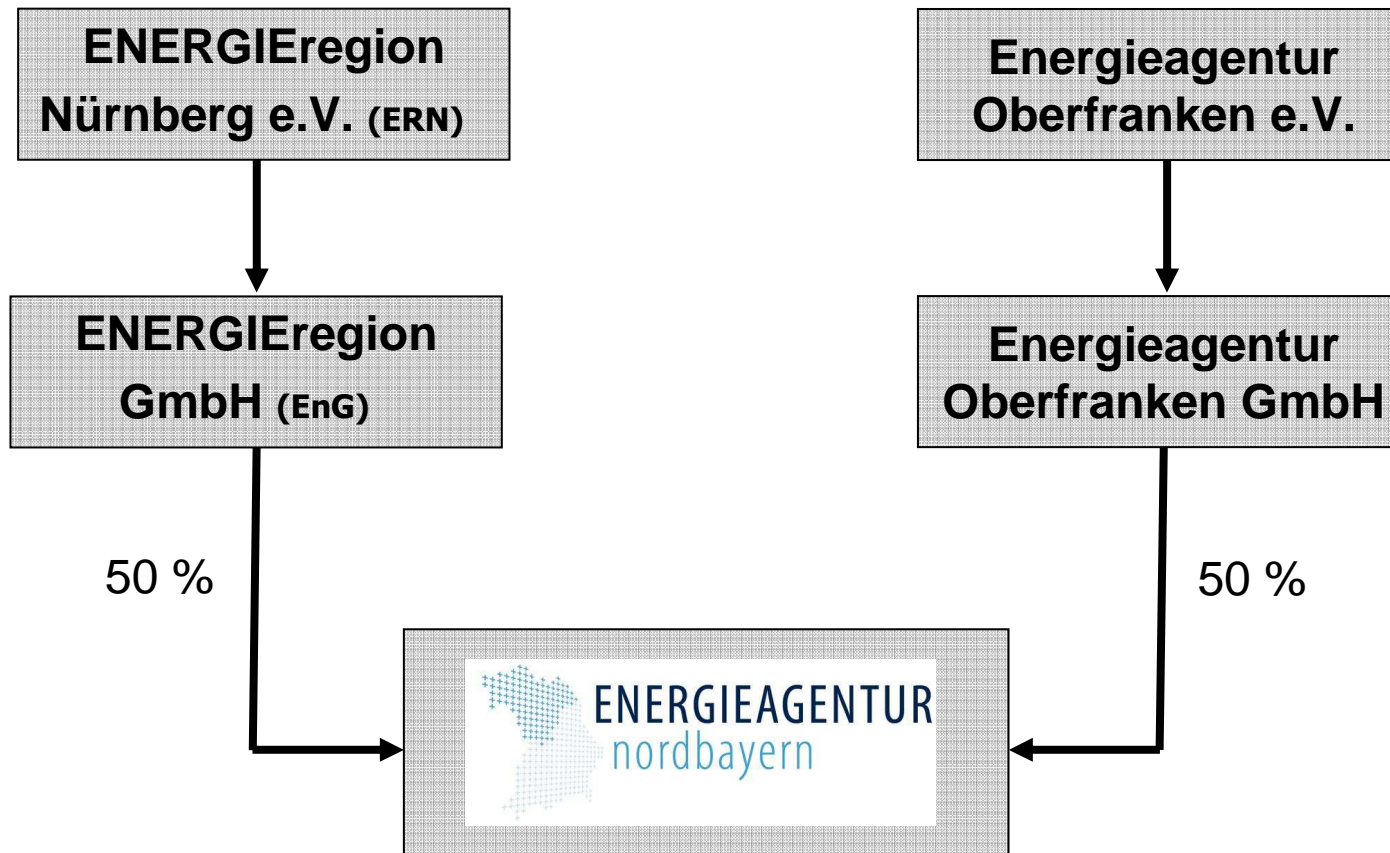 ENERGIEregion
Nürnberg e.V. (ERN)
Energieagentur
Oberfranken e.V.
ENERGIEregion
GmbH (EnG)
Energieagentur
Oberfranken GmbH
50 %
50 %
ENERGIEAGENTUR
nordbayern